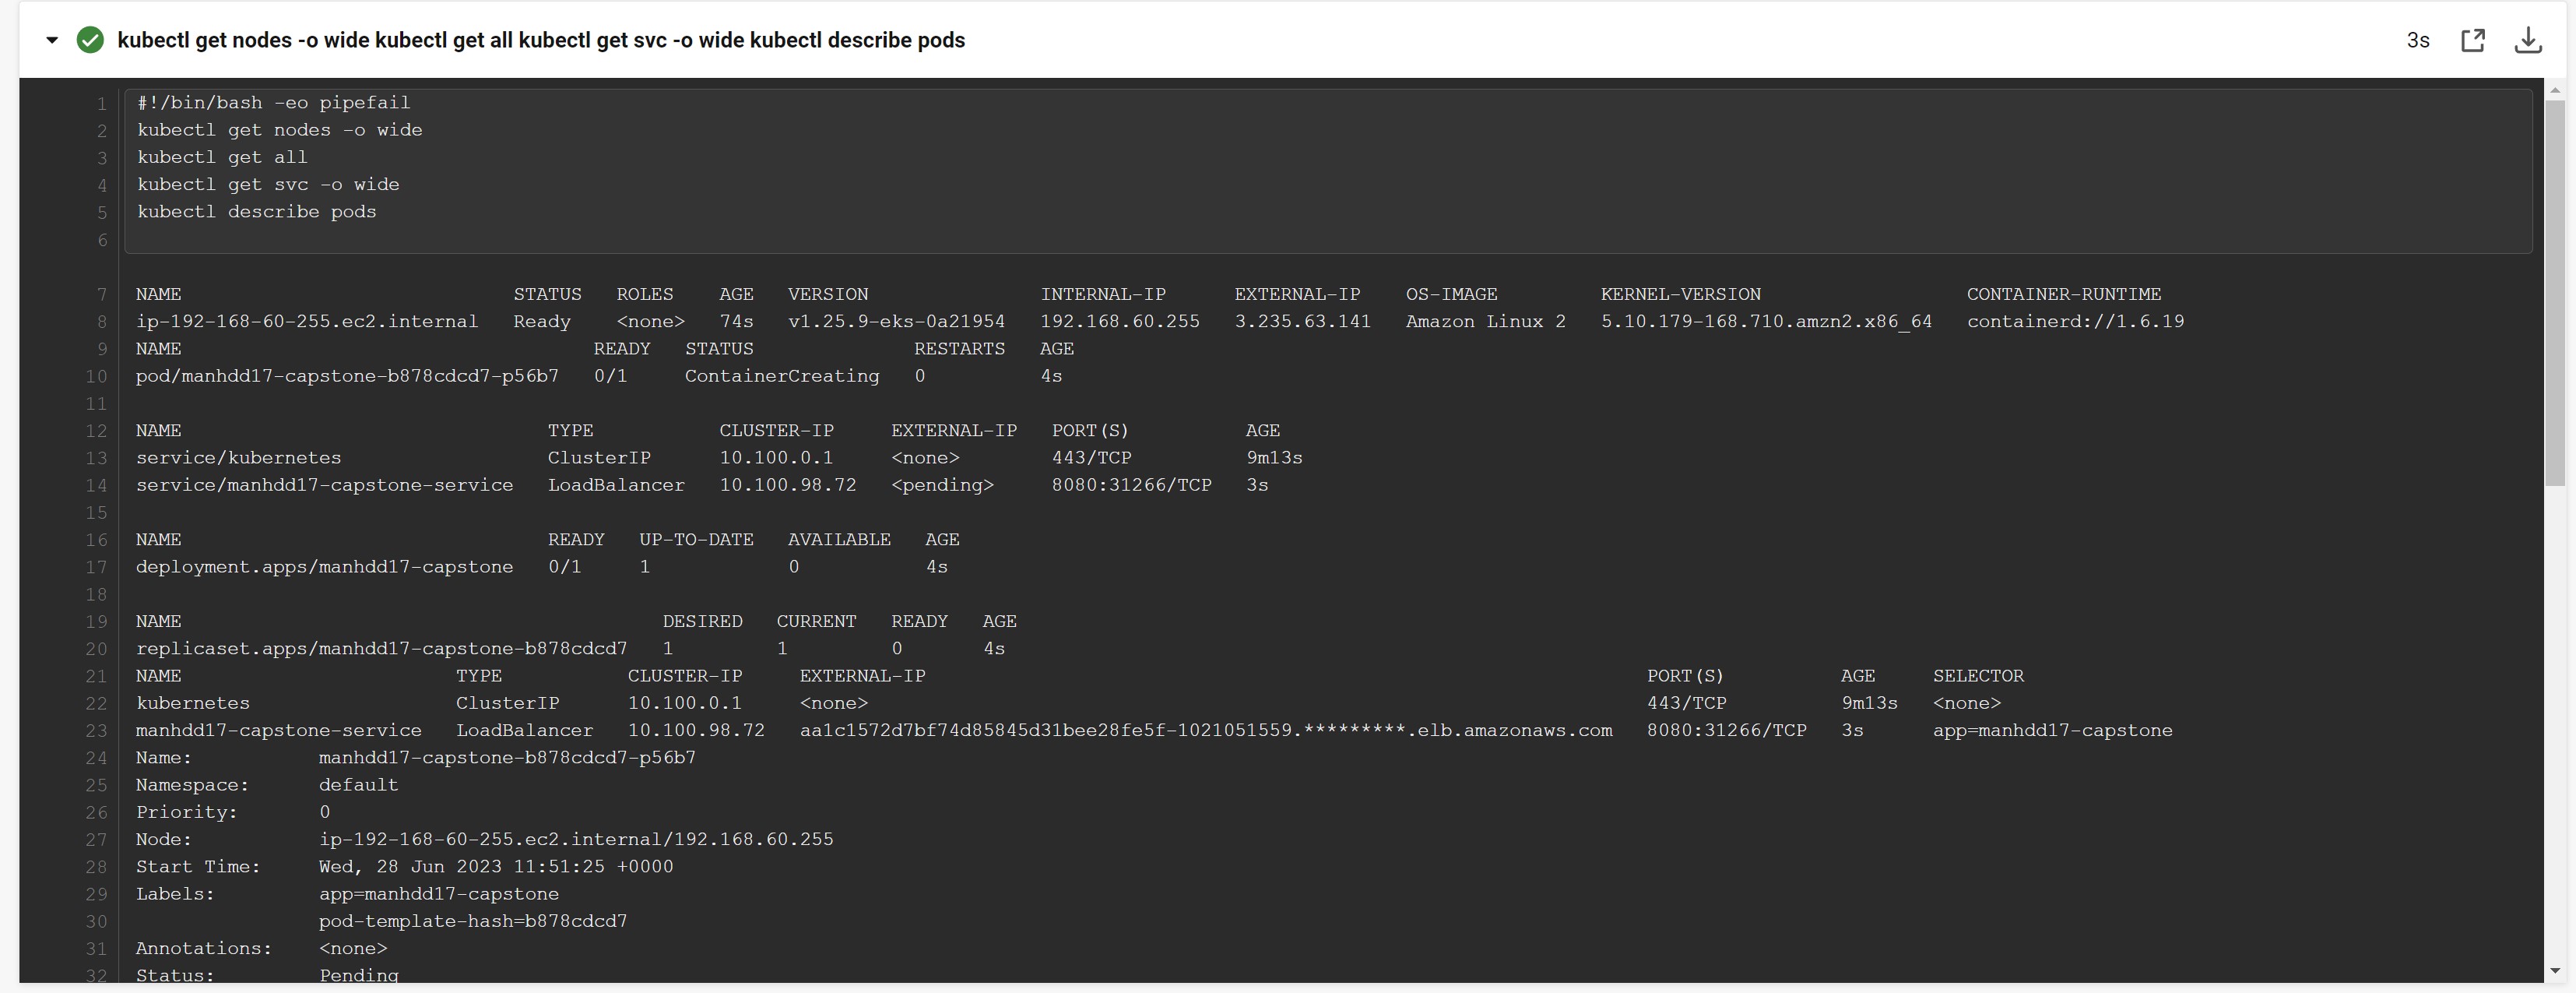 kubectl get nodes -o wide kubectl get all kubectl get svc -o wide kubectl describe pods 3s
1 #!/bin/bash -eo pipefail
2 kubectl get nodes -o wide
3 kubectl get all
4 kubectl get svc -o wide
5 kubectl describe pods
6
7 NAME STATUS ROLES AGE VERSION INTERNAL-IP EXTERNAL-IP OS-IMAGE KERNEL-VERSION CONTAINER-RUNTIME
8 ip-192-168-60-255.ec2.internal Ready <none> 74s v1.25.9-eks-0a21954 192.168.60.255 3.235.63.141 Amazon Linux 2 5.10.179-168.710.amzn2.x86_64 containerd://1.6.19
9 NAME READY STATUS RESTARTS AGE
10 pod/manhdd17-capstone-b878cdcd7-p56b7 0/1 ContainerCreating 0 4s
11
12 NAME TYPE CLUSTER-IP EXTERNAL-IP PORT(S) AGE
13 service/kubernetes ClusterIP 10.100.0.1 <none> 443/TCP 9m13s
14 service/manhdd17-capstone-service LoadBalancer 10.100.98.72 <pending> 8080:31266/TCP 3s
15
16 NAME READY UP-TO-DATE AVAILABLE AGE
17 deployment.apps/manhdd17-capstone 0/1 1 0 4s
18
19 NAME DESIRED CURRENT READY AGE
20 replicaset.apps/manhdd17-capstone-b878cdcd7 1 1 0 4s
21 NAME TYPE CLUSTER-IP EXTERNAL-IP PORT(S) AGE SELECTOR
22 kubernetes ClusterIP 10.100.0.1 <none> 443/TCP 9m13s <none>
23 manhdd17-capstone-service LoadBalancer 10.100.98.72 aa1c1572d7bf74d85845d31bee28fe5f-1021051559.*********.elb.amazonaws.com 8080:31266/TCP 3s app=manhdd17-capstone
24 Name: manhdd17-capstone-b878cdcd7-p56b7
25 Namespace: default
26 Priority: 0
27 Node: ip-192-168-60-255.ec2.internal/192.168.60.255
28 Start Time: Wed, 28 Jun 2023 11:51:25 +0000
29 Labels: app=manhdd17-capstone
30 pod-template-hash=b878cdcd7
31 Annotations: <none>
32 Status: Pending